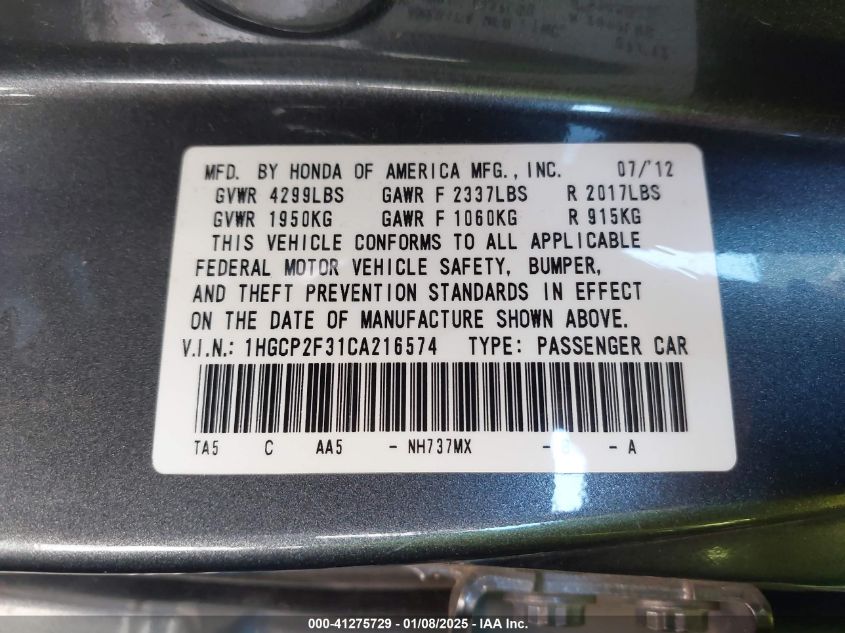 MFD. BY HONDA OF AMERICA MFG., INC. 07/'12
GVWR 4299LBS GAWR F 2337LBS R 2017LBS
GVWR 1950KG GAWR F 1060KG R 915KG
THIS VEHICLE CONFORMS TO ALL APPLICABLE
FEDERAL MOTOR VEHICLE SAFETY, BUMPER,
AND THEFT PREVENTION STANDARDS IN EFFECT
ON THE DATE OF MANUFACTURE SHOWN ABOVE.
V.I.N.: 1HGCP2F31CA216574 TYPE: PASSENGER CAR
TA5 C AA5 - NH737MX - B - A
000-41275729 | 01/08/2025 - IAA Inc.